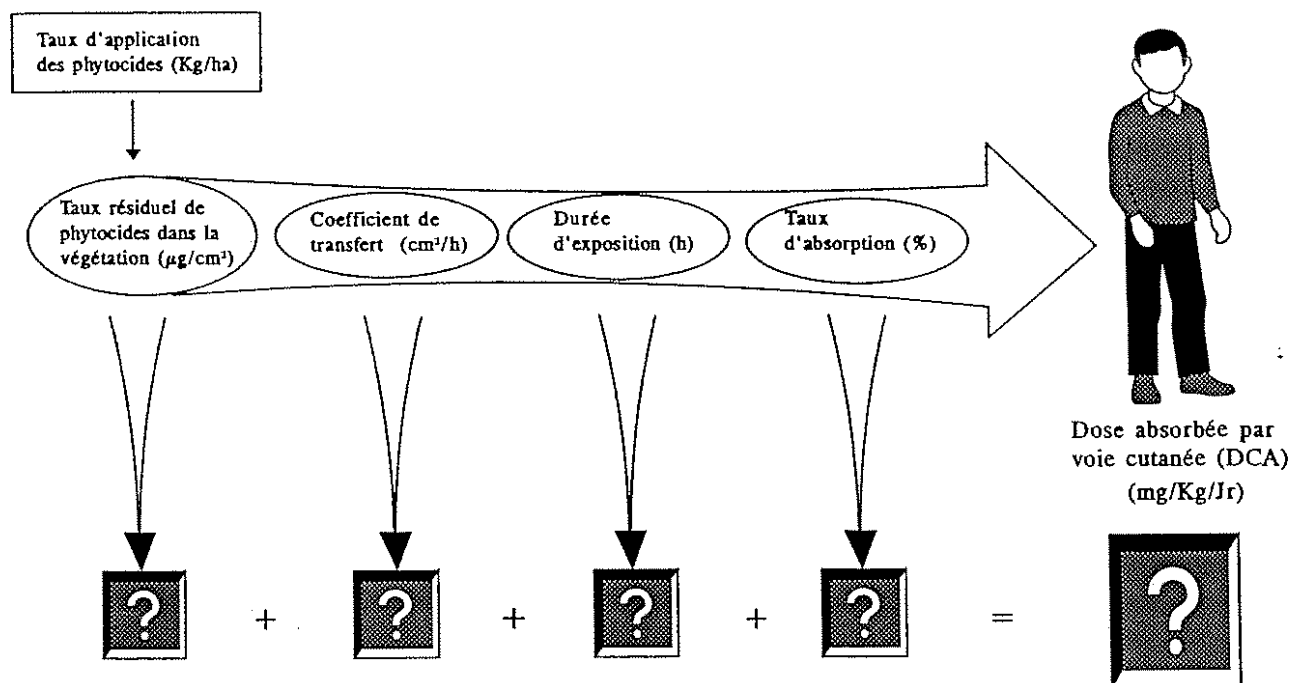 Taux d'application
des phytocides (Kg/ha)
Taux résiduel de
phytocides dans la
végétation (µg/cm²)
Coefficient de
transfert (cm²/h)
Durée
d'exposition (h)
Taux
d'absorption (%)
Dose absorbée par
voie cutanée (DCA)
(mg/Kg/Jr)
? + ? + ? + ? = ?